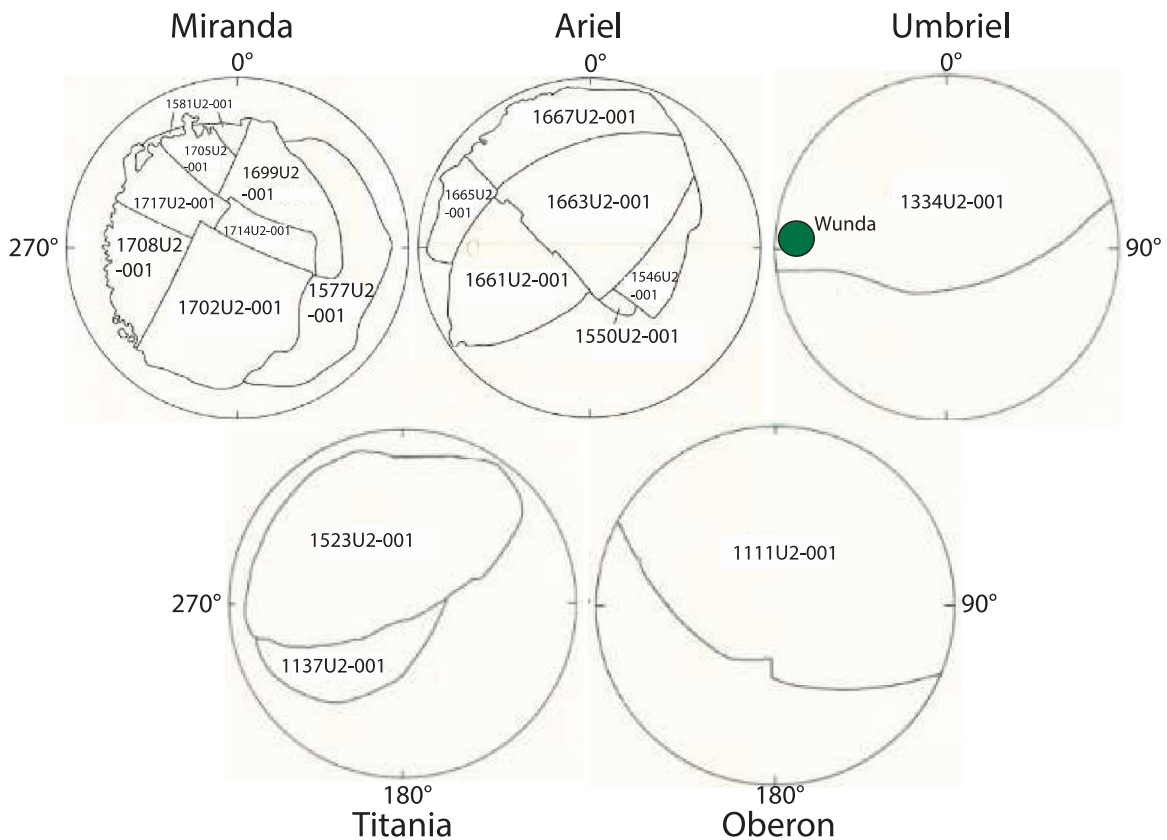 Miranda
Ariel
Umbriel
0°
0°
0°
1581U2-001
1705U2
-001
1699U2
-001
1717U2-001
1714U2-001
1708U2
-001
1702U2-001
1577U2
-001
270°
1667U2-001
1665U2
-001
1663U2-001
1661U2-001
1546U2
-001
1550U2-001
1334U2-001
Wunda
90°
1523U2-001
1137U2-001
270°
180°
Titania
1111U2-001
90°
180°
Oberon